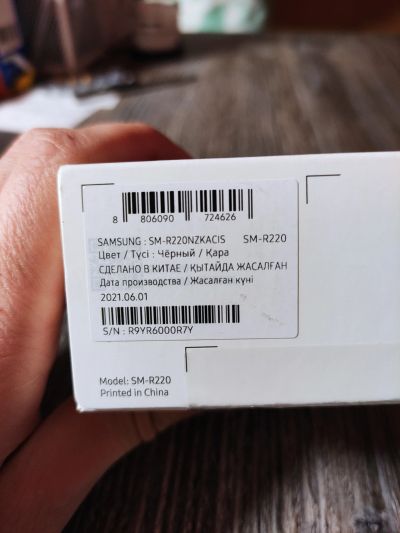 8 806090 724626
SAMSUNG : SM-R220NZKACIS SM-R220
Цвет / Түсі : Чёрный / Қара
СДЕЛАНО В КИТАЕ / ҚЫТАЙДА ЖАСАЛҒАН
Дата производства / Жасалған күні
2021.06.01
S/N : R9YR6000R7Y
Model: SM-R220
Printed in China